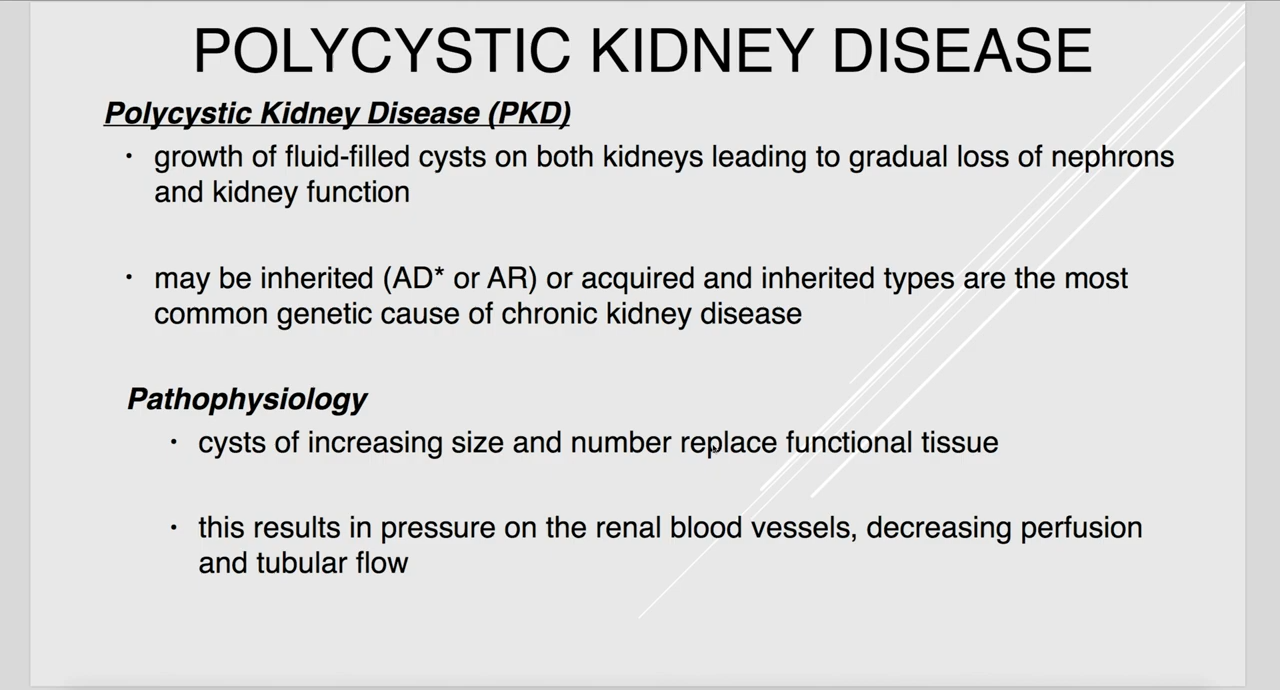 POLYCYSTIC KIDNEY DISEASE
Polycystic Kidney Disease (PKD)
• growth of fluid-filled cysts on both kidneys leading to gradual loss of nephrons
and kidney function
• may be inherited (AD* or AR) or acquired and inherited types are the most
common genetic cause of chronic kidney disease
Pathophysiology
• cysts of increasing size and number replace functional tissue
• this results in pressure on the renal blood vessels, decreasing perfusion
and tubular flow